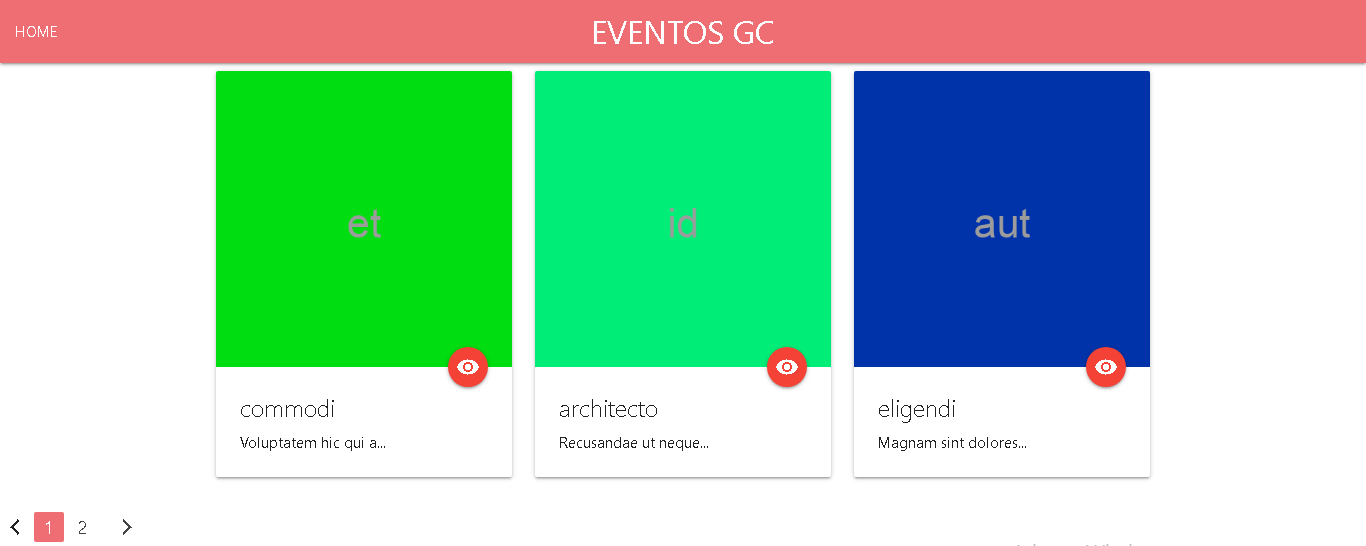 HOME
EVENTOS GC
et
id
aut
commodi
Voluptatem hic qui a...
architecto
Recusandae ut neque...
eligendi
Magnam sint dolores...
1 2